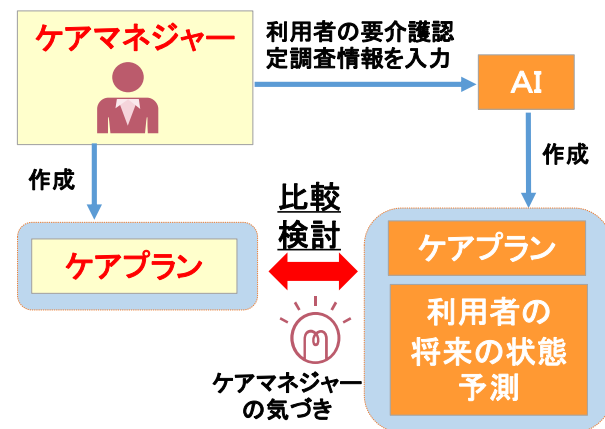 ケアマネジャー
利用者の要介護認
定調査情報を入力
AI
作成
作成
比較
検討
ケアプラン
ケアプラン
利用者の
将来の状態
予測
ケアマネジャー
の気づき